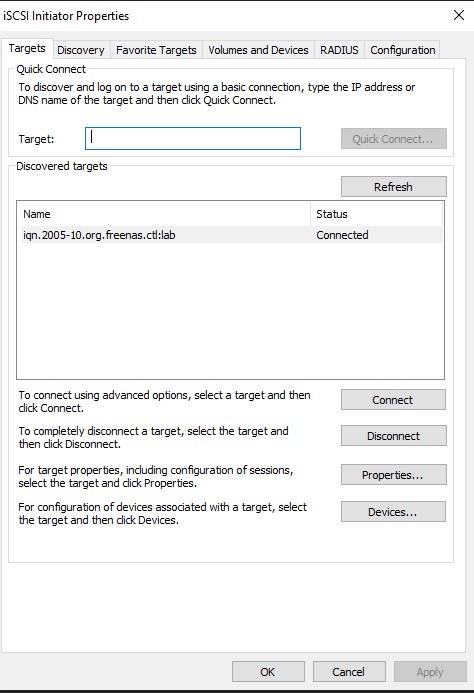 iSCSI Initiator Properties
Targets Discovery Favorite Targets Volumes and Devices RADIUS Configuration
Quick Connect
To discover and log on to a target using a basic connection, type the IP address or
DNS name of the target and then click Quick Connect.
Target:
Quick Connect...
Discovered targets
Refresh
Name Status
iqn.2005-10.org.freenas.ctl:lab Connected
To connect using advanced options, select a target and then
click Connect.
Connect
To completely disconnect a target, select the target and
then click Disconnect.
Disconnect
For target properties, including configuration of sessions,
select the target and click Properties.
Properties...
For configuration of devices associated with a target, select
the target and then click Devices.
Devices...
OK Cancel Apply